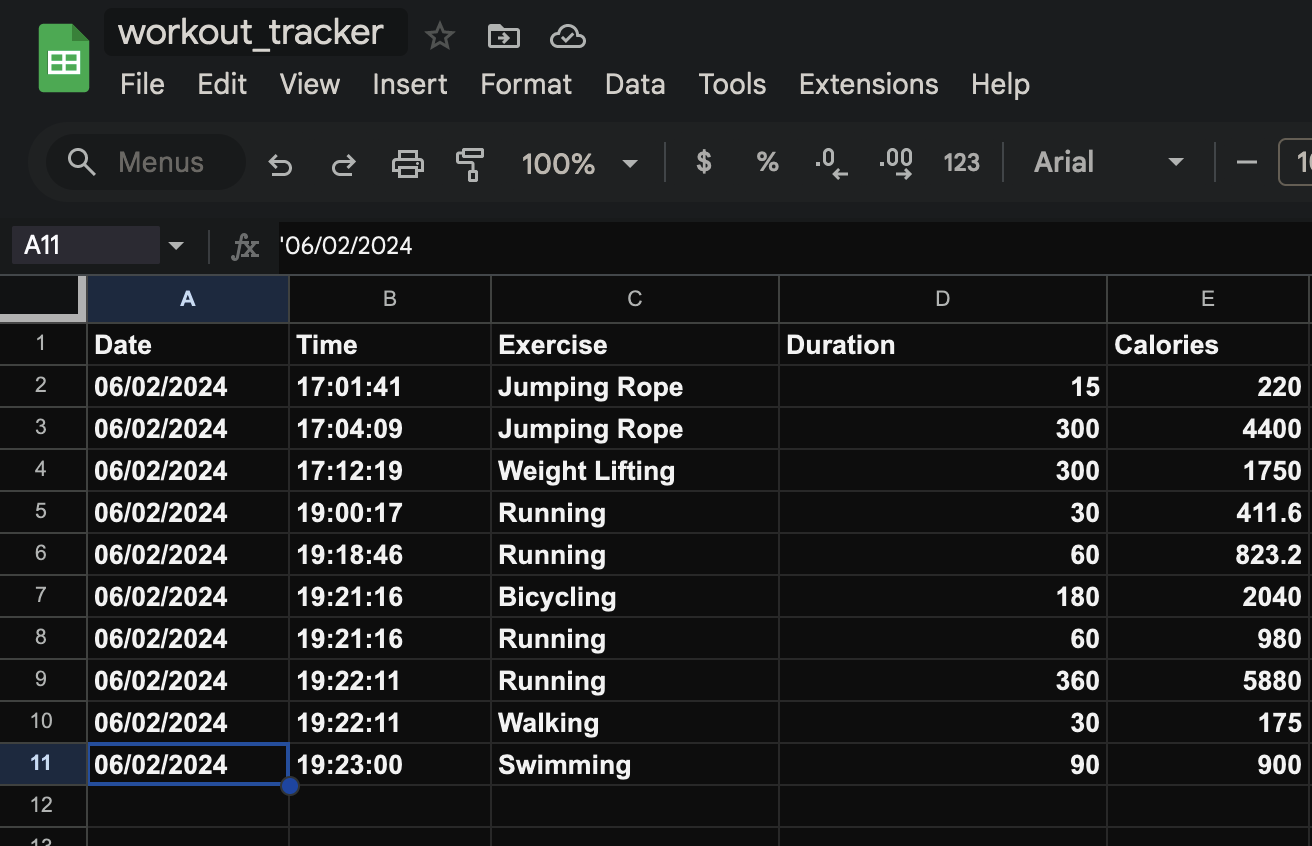 workout_tracker
File Edit View Insert Format Data Tools Extensions Help
Menus 100% $ % .0 .00 123 Arial
A11 fx '06/02/2024
A B C D E
1 Date Time Exercise Duration Calories
2 06/02/2024 17:01:41 Jumping Rope 15 220
3 06/02/2024 17:04:09 Jumping Rope 300 4400
4 06/02/2024 17:12:19 Weight Lifting 300 1750
5 06/02/2024 19:00:17 Running 30 411.6
6 06/02/2024 19:18:46 Running 60 823.2
7 06/02/2024 19:21:16 Bicycling 180 2040
8 06/02/2024 19:21:16 Running 60 980
9 06/02/2024 19:22:11 Running 360 5880
10 06/02/2024 19:22:11 Walking 30 175
11 06/02/2024 19:23:00 Swimming 90 900
12